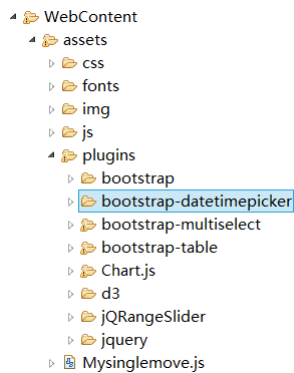 WebContent
assets
css
fonts
img
js
plugins
bootstrap
bootstrap-datetimepicker
bootstrap-multiselect
bootstrap-table
Chart.js
d3
jQRangeSlider
jquery
Mysinglemove.js